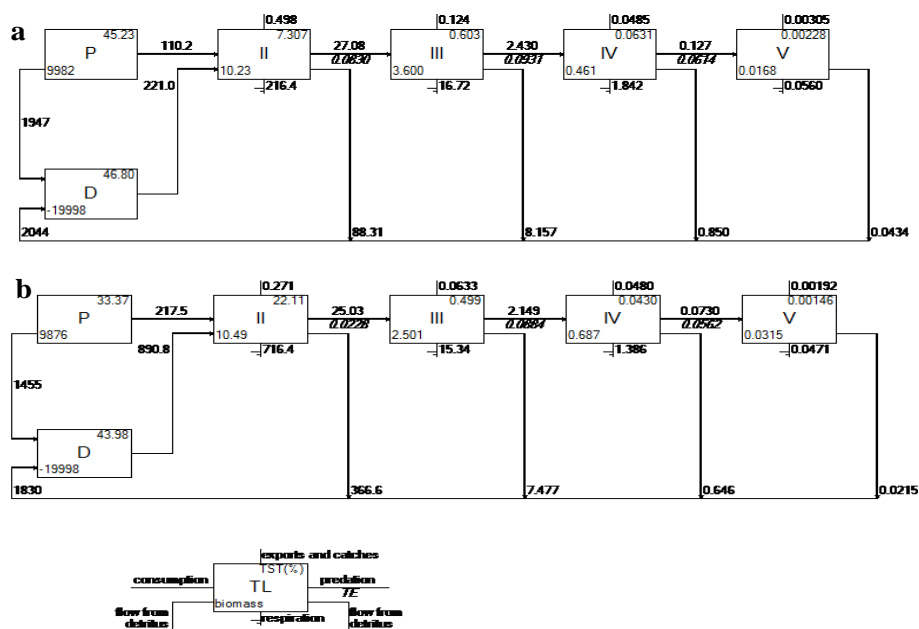 a
0.498 0.124 0.0485 0.00305
P 45.23 110.2 II 7.307 27.08 III 0.603 2.430 IV 0.0631 0.127 V 0.00228
0.0830 0.0931 0.0614
9982 10.23 3.600 0.461 0.0168
221.0 216.4 16.72 1.842 0.0560
1947
46.80
D
-19998
2044 88.31 8.157 0.850 0.0434
b
0.271 0.0633 0.0480 0.00192
P 33.37 217.5 II 22.11 25.03 III 0.499 2.149 IV 0.0430 0.0730 V 0.00146
0.0228 0.0884 0.0562
9876 10.49 2.501 0.687 0.0315
890.8 716.4 15.34 1.386 0.0471
1455
43.98
D
-19998
1830 366.6 7.477 0.646 0.0215
exports and catches
TST(%)
consumption TL predation
TE
biomass
flow from respiration flow from
detritus detritus